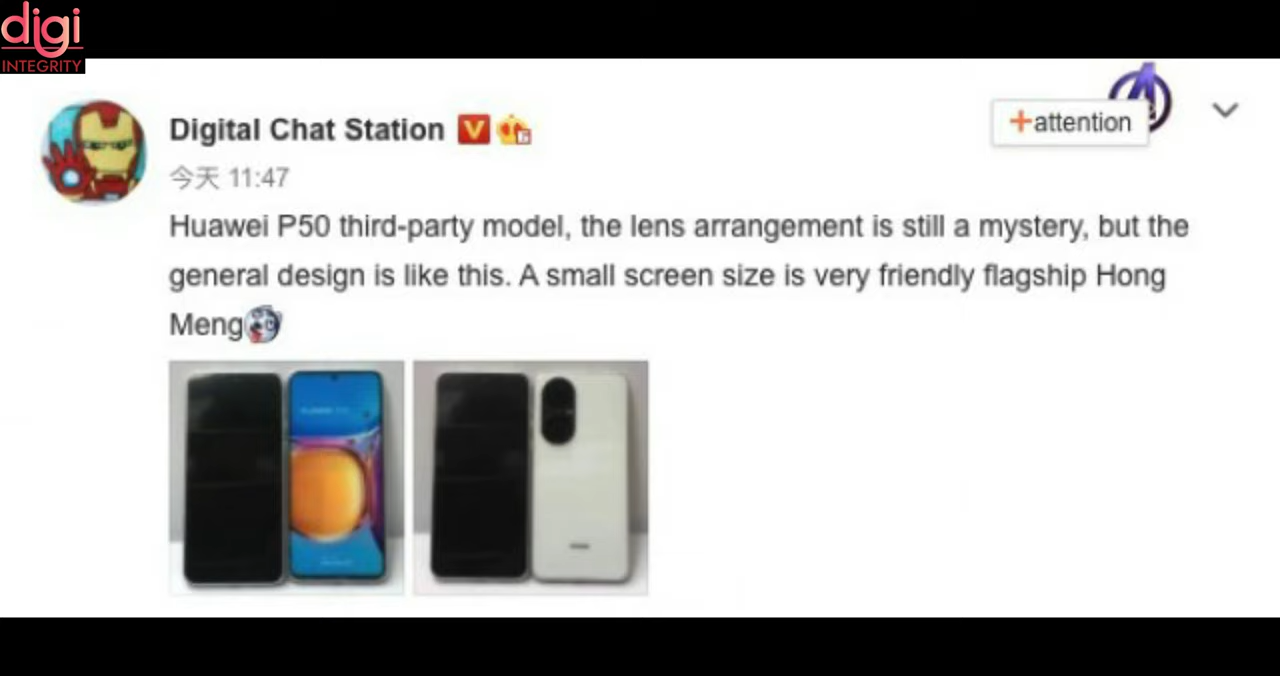 digi
INTEGRITY
Digital Chat Station
+attention
今天 11:47
Huawei P50 third-party model, the lens arrangement is still a mystery, but the
general design is like this. A small screen size is very friendly flagship Hong
Meng